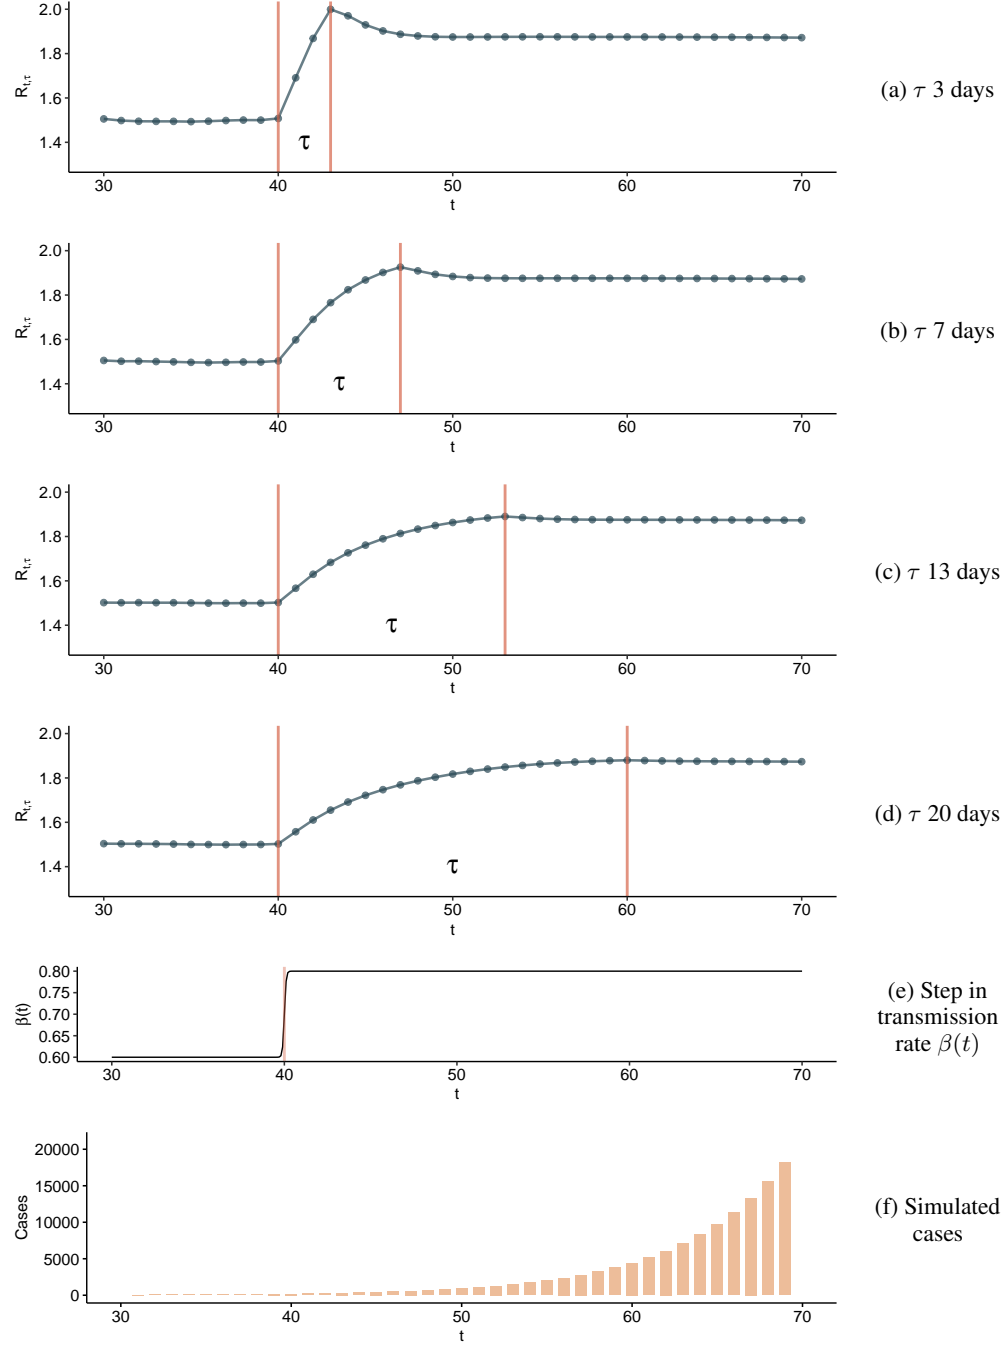 2.0
1.8
1.6
1.4
R_{t,τ}
τ
30 40 50 60 70
t
(a) τ 3 days
2.0
1.8
1.6
1.4
R_{t,τ}
τ
30 40 50 60 70
t
(b) τ 7 days
2.0
1.8
1.6
1.4
R_{t,τ}
τ
30 40 50 60 70
t
(c) τ 13 days
2.0
1.8
1.6
1.4
R_{t,τ}
τ
30 40 50 60 70
t
(d) τ 20 days
0.80
0.75
0.70
0.65
0.60
β(t)
30 40 50 60 70
t
(e) Step in
transmission
rate β(t)
20000
15000
10000
5000
0
Cases
30 40 50 60 70
t
(f) Simulated
cases